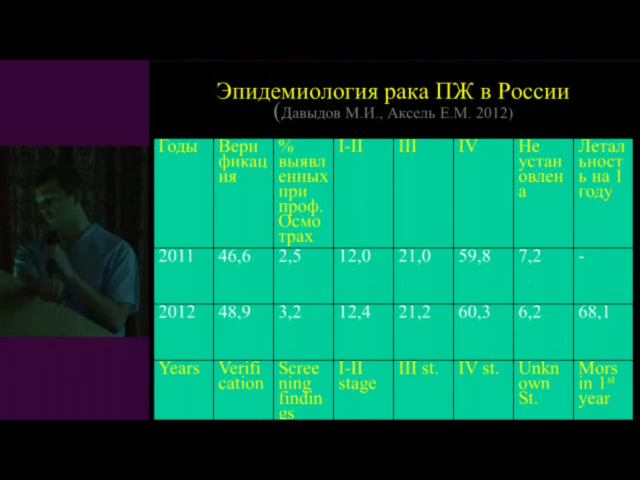 Эпидемиология рака ПЖ в России
(Давыдов М.И., Аксель Е.М. 2012)
Годы Вери фикац ия % выявл енных при проф. Осмо трах I-II III IV Не устан овлен а Летал ьност ь на 1 году
2011 46,6 2,5 12,0 21,0 59,8 7,2 -
2012 48,9 3,2 12,4 21,2 60,3 6,2 68,1
Years Verifi cation Scree ning findin gs I-II stage III st. IV st. Unkn own St. Mors in 1st year